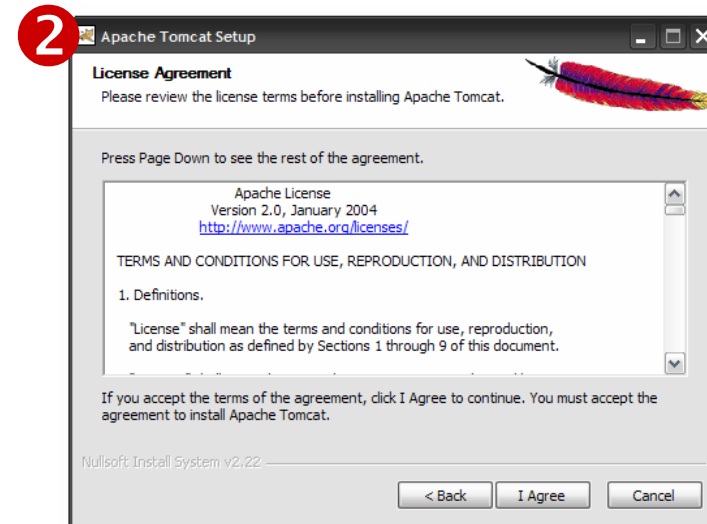 2
Apache Tomcat Setup
License Agreement
Please review the license terms before installing Apache Tomcat.
Press Page Down to see the rest of the agreement.
Apache License
Version 2.0, January 2004
http://www.apache.org/licenses/
TERMS AND CONDITIONS FOR USE, REPRODUCTION, AND DISTRIBUTION
1. Definitions.
"License" shall mean the terms and conditions for use, reproduction,
and distribution as defined by Sections 1 through 9 of this document.
If you accept the terms of the agreement, click I Agree to continue. You must accept the
agreement to install Apache Tomcat.
Nullsoft Install System v2.22
< Back I Agree Cancel